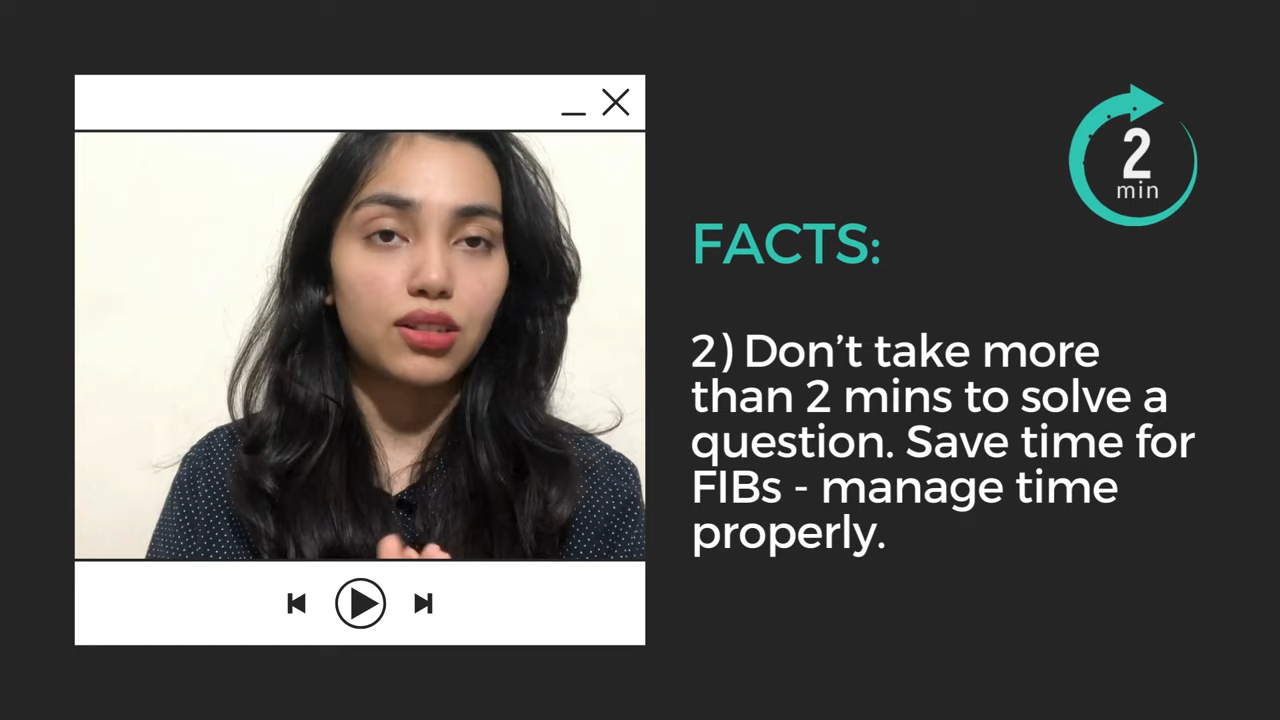 2
min
FACTS:
2) Don’t take more
than 2 mins to solve a
question. Save time for
FIBs - manage time
properly.